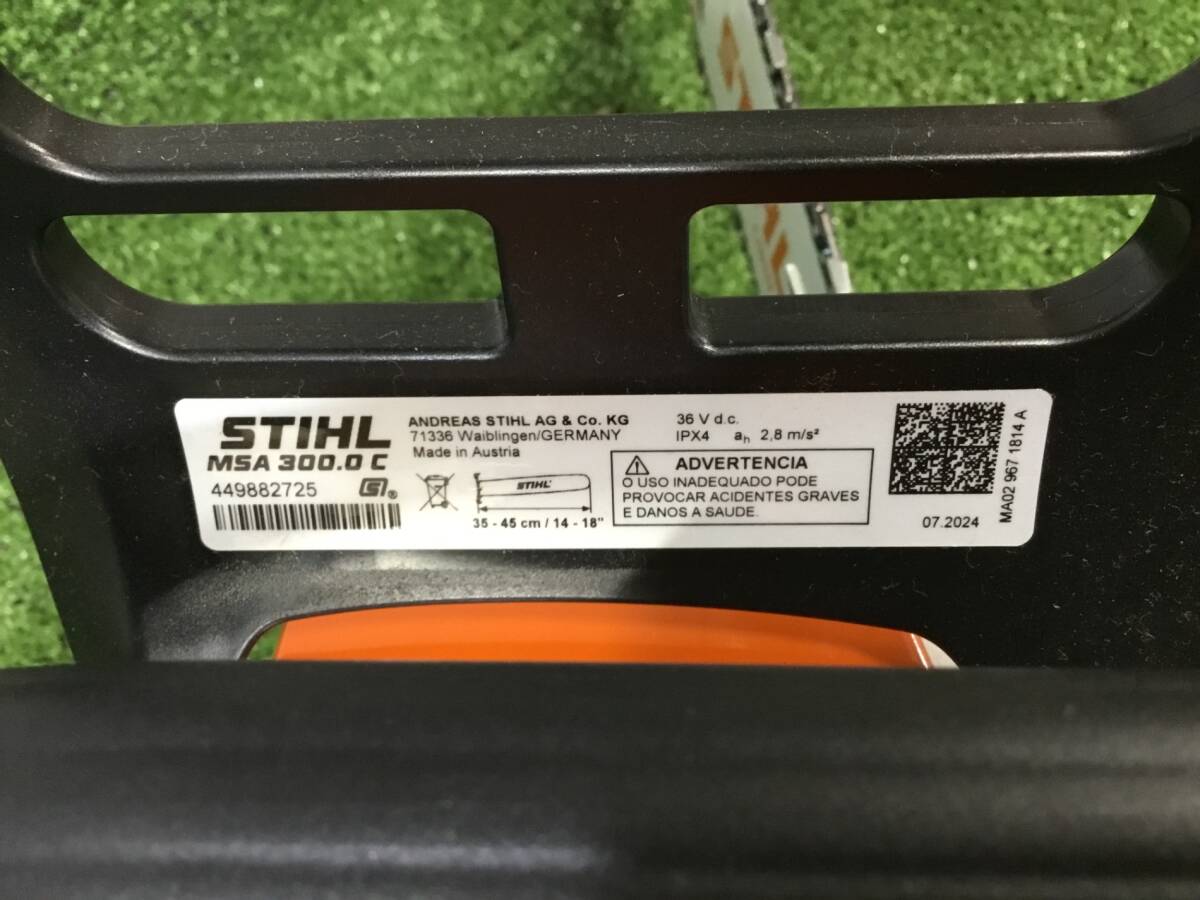 STIHL
MSA 300.0 C
449882725
ANDREAS STIHL AG & Co. KG
71336 Waiblingen/GERMANY
Made in Austria
STIHL
35 - 45 cm / 14 - 18"
36 V d.c.
IPX4 ah 2,8 m/s²
ADVERTENCIA
O USO INADEQUADO PODE
PROVOCAR ACIDENTES GRAVES
E DANOS A SAUDE.
07.2024
MA02 967 1814 A